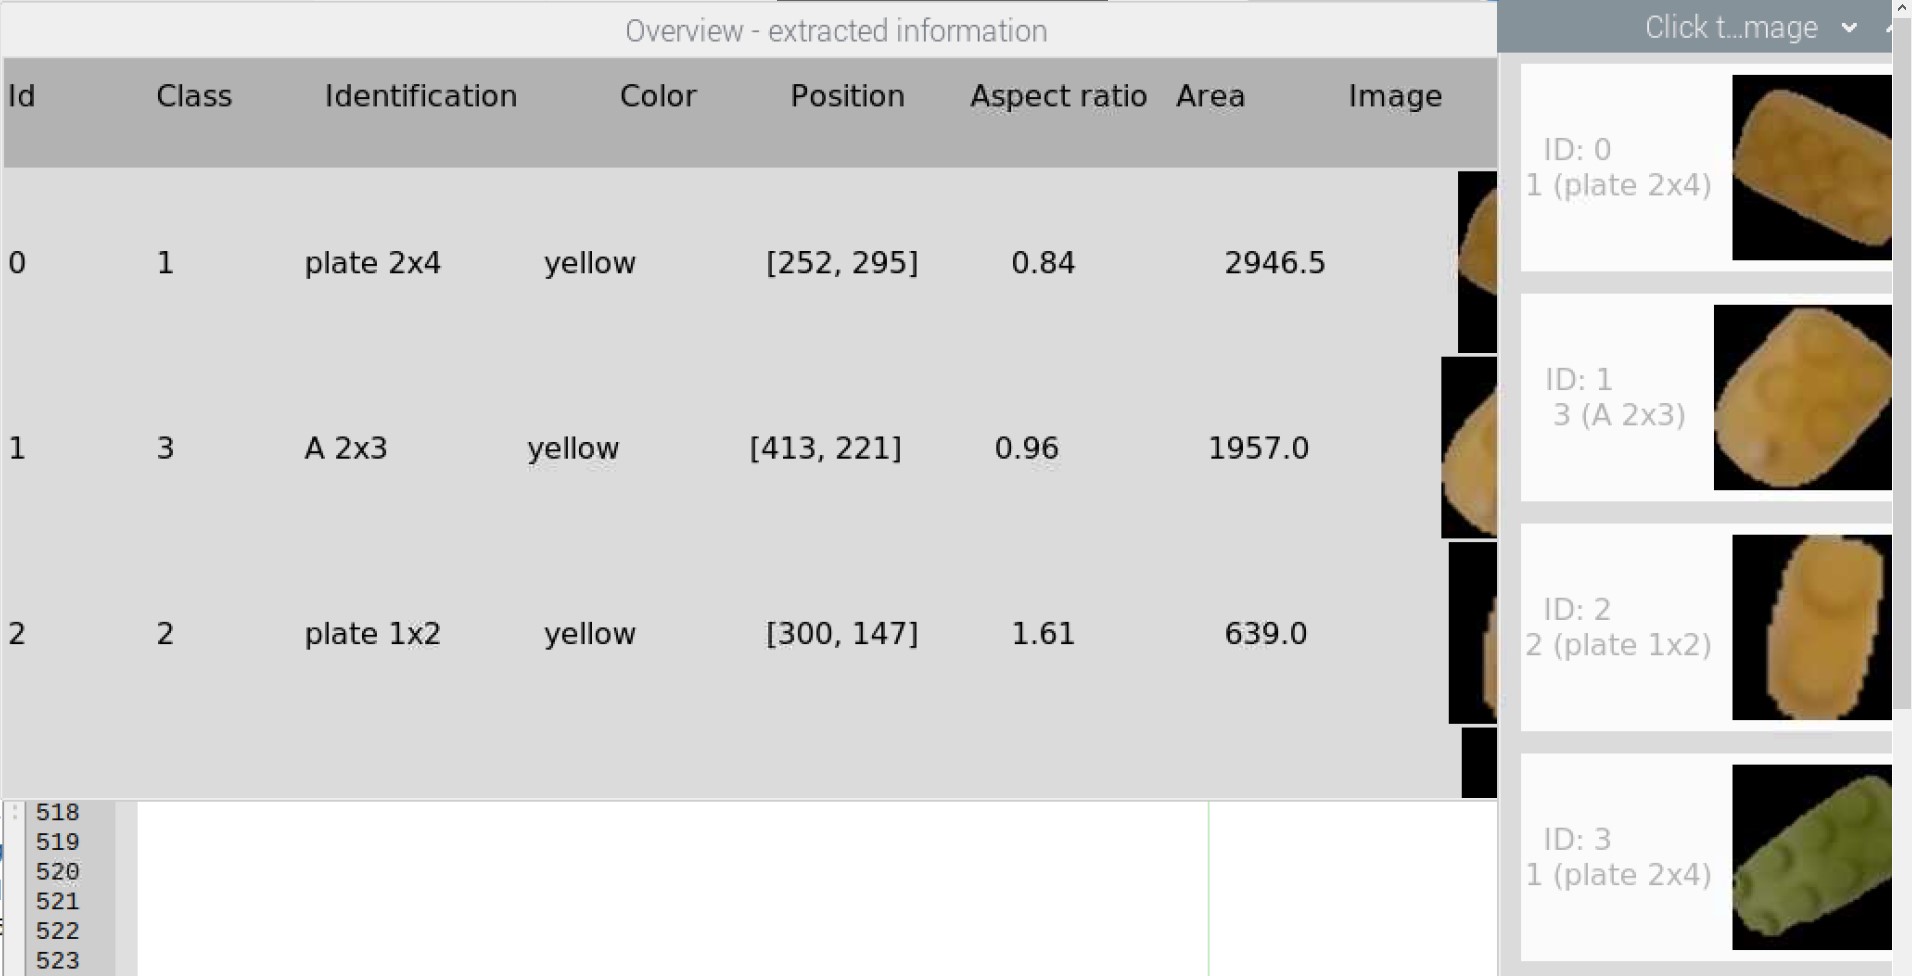 Overview - extracted information
Id Class Identification Color Position Aspect ratio Area Image
0 1 plate 2x4 yellow [252, 295] 0.84 2946.5
1 3 A 2x3 yellow [413, 221] 0.96 1957.0
2 2 plate 1x2 yellow [300, 147] 1.61 639.0
518
519
520
521
522
523
Click t...mage
ID: 0
1 (plate 2x4)
ID: 1
3 (A 2x3)
ID: 2
2 (plate 1x2)
ID: 3
1 (plate 2x4)